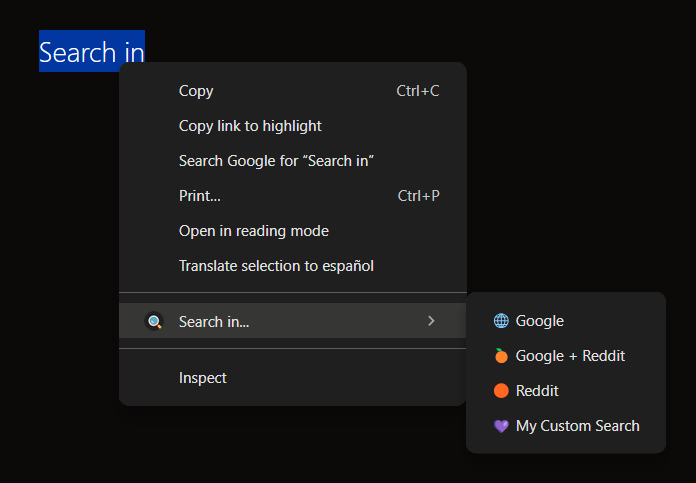 Search in
Copy Ctrl+C
Copy link to highlight
Search Google for “Search in”
Print... Ctrl+P
Open in reading mode
Translate selection to español
Search in...
Google
Google + Reddit
Reddit
My Custom Search
Inspect